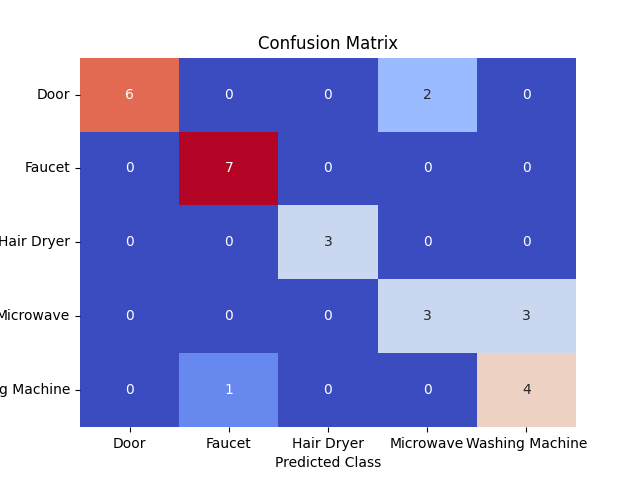 Confusion Matrix
Door 6 0 0 2 0
Faucet 0 7 0 0 0
Hair Dryer 0 0 3 0 0
Microwave 0 0 0 3 3
g Machine 0 1 0 0 4
Door Faucet Hair Dryer Microwave Washing Machine
Predicted Class